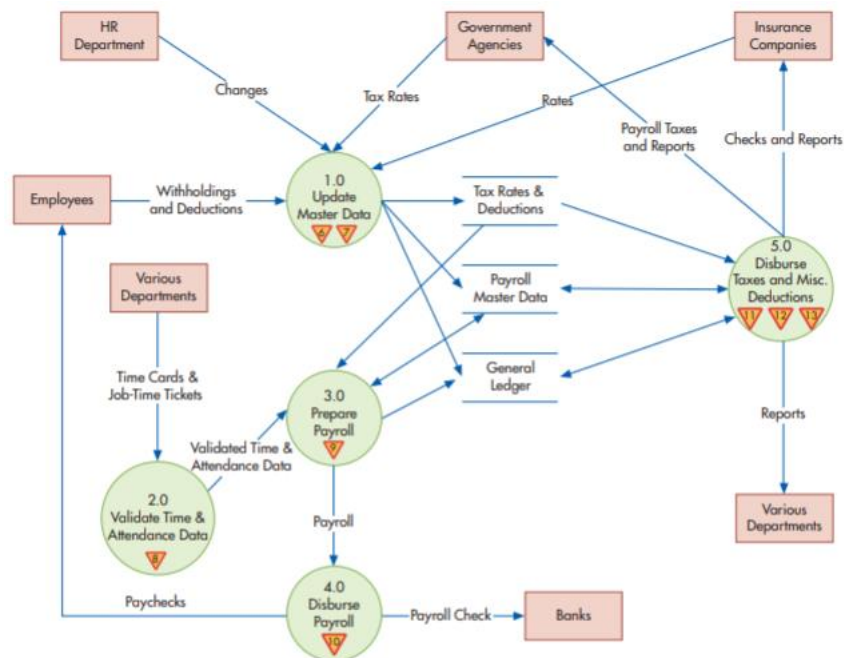 HR
Department
Government
Agencies
Insurance
Companies
Changes
Tax Rates
Rates
Payroll Taxes
and Reports
Checks and Reports
Employees
Withholdings
and Deductions
1.0
Update
Master Data
6 7
Tax Rates &
Deductions
5.0
Disburse
Taxes and Misc.
Deductions
11 12 13
Various
Departments
Payroll
Master Data
Time Cards &
Job-Time Tickets
General
Ledger
3.0
Prepare
Payroll
9
Reports
Validated Time &
Attendance Data
2.0
Validate Time &
Attendance Data
8
Payroll
Various
Departments
Paychecks
4.0
Disburse
Payroll
10
Payroll Check
Banks